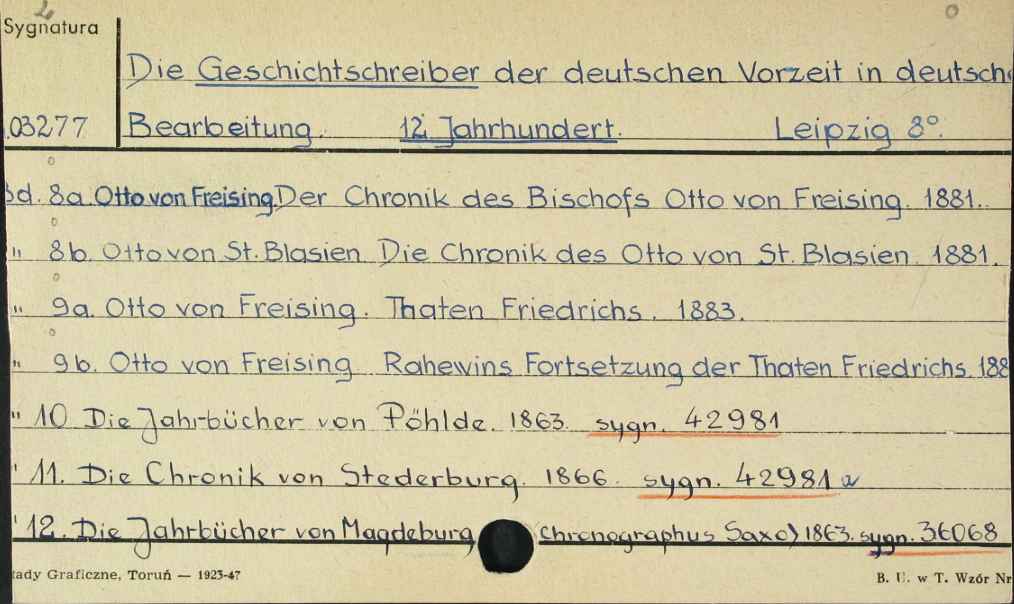 Sygnatura
Die Geschichtschreiber der deutschen Vorzeit in deutsch
03277 Bearbeitung. 12 Jahrhundert. Leipzig 8°.
Bd. 8a. Otto von Freising. Der Chronik des Bischofs Otto von Freising. 1881.
" 8b. Otto von St. Blasien Die Chronik des Otto von St. Blasien. 1881.
" 9a. Otto von Freising. Thaten Friedrichs. 1883.
" 9b. Otto von Freising Rahewins Fortsetzung der Thaten Friedrichs. 188
" 10 Die Jahrbücher von Pöhlde. 1863. sygn. 42981
" 11. Die Chronik von Stederburg. 1866. sygn. 42981 a
" 12. Die Jahrbücher von Magdeburg Chronographus Saxo) 1863. sygn. 36068
łady Graficzne, Toruń — 1923-47 B. U. w T. Wzór Nr